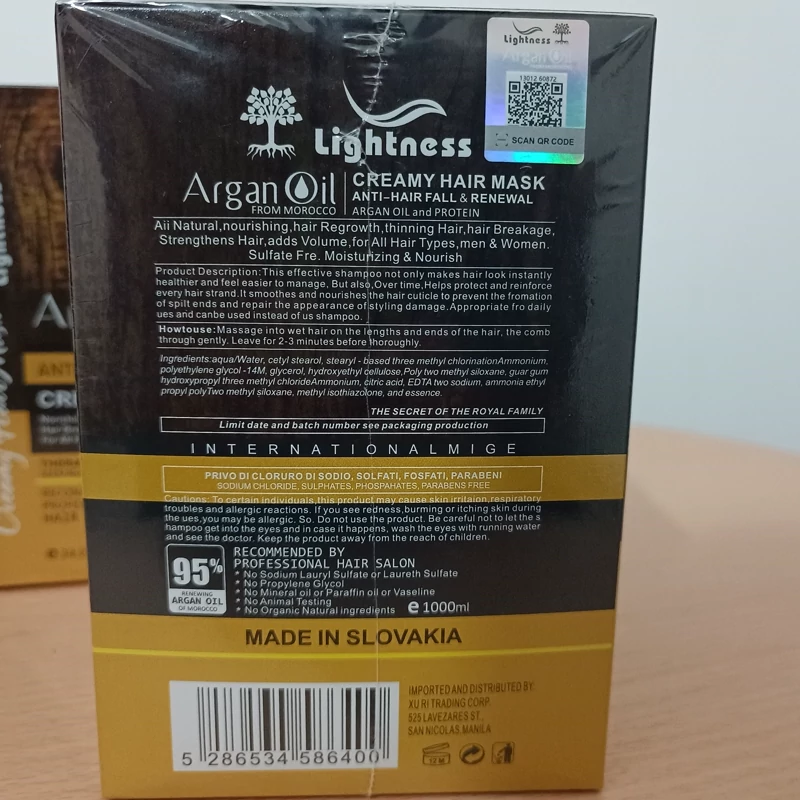 Lightness
13012 60872
SCAN QR CODE
Lightness
Argan Oil
FROM MOROCCO
CREAMY HAIR MASK
ANTI-HAIR FALL & RENEWAL
ARGAN OIL and PROTEIN
Aii Natural,nourishing,hair Regrowth,thinning Hair,hair Breakage,
Strengthens Hair,adds Volume,for All Hair Types,men & Women.
Sulfate Fre. Moisturizing & Nourish
Product Description:This effective shampoo not only makes hair look instantly
healthier and feel easier to manage. But also,Over time,Helps protect and reinforce
every hair strand.It smoothes and nourishes the hair cuticle to prevent the fromation
of spilt ends and repair the appearance of styling damage.Appropriate fro daily
ues and canbe used instead of us shampoo.
Howtouse:Massage into wet hair on the lengths and ends of the hair, the comb
through gently. Leave for 2-3 minutes before thoroughly.
Ingredients:aqua/Water, cetyl stearol, stearyl - based three methyl chlorinationAmmonium,
polyethylene glycol -14M, glycerol, hydroxyethyl cellulose,Poly two methyl siloxane, guar gum
hydroxypropyl three methyl chlorideAmmonium, citric acid, EDTA two sodium, ammonia ethyl
propyl polyTwo methyl siloxane, methyl isothiazolone, and essence.
THE SECRET OF THE ROYAL FAMILY
Limit date and batch number see packaging production
INTERNATIONALMIGE
PRIVO DI CLORURO DI SODIO, SOLFATI, FOSFATI, PARABENI
SODIUM CHLORIDE, SULPHATES, PHOSPAHATES, PARABENS FREE
Cautions: To certain individuals,this product may cause skin irritaion,respiratory
troubles and allergic reactions. If you see redness,burming or itching skin during
the ues,you may be allergic. So. Do not use the product. Be careful not to let the s
hampoo get into the eyes and in case it happens, wash the eyes with running water
and see the doctor. Keep the product away from the reach of children.
95%
RENEWING
ARGAN OIL
OF MOROCCO
RECOMMENDED BY
PROFESSIONAL HAIR SALON
* No Sodium Lauryl Sulfate or Laureth Sulfate
* No Propylene Glycol
* No Mineral oil or Paraffin oil or Vaseline
* No Animal Testing
* No Organic Natural ingredients
e 1000ml
MADE IN SLOVAKIA
5 286534 586400
IMPORTED AND DISTRIBUTED BY:
XU RI TRADING CORP.
525 LAVEZARES ST.,
SAN NICOLAS,MANILA
12 M